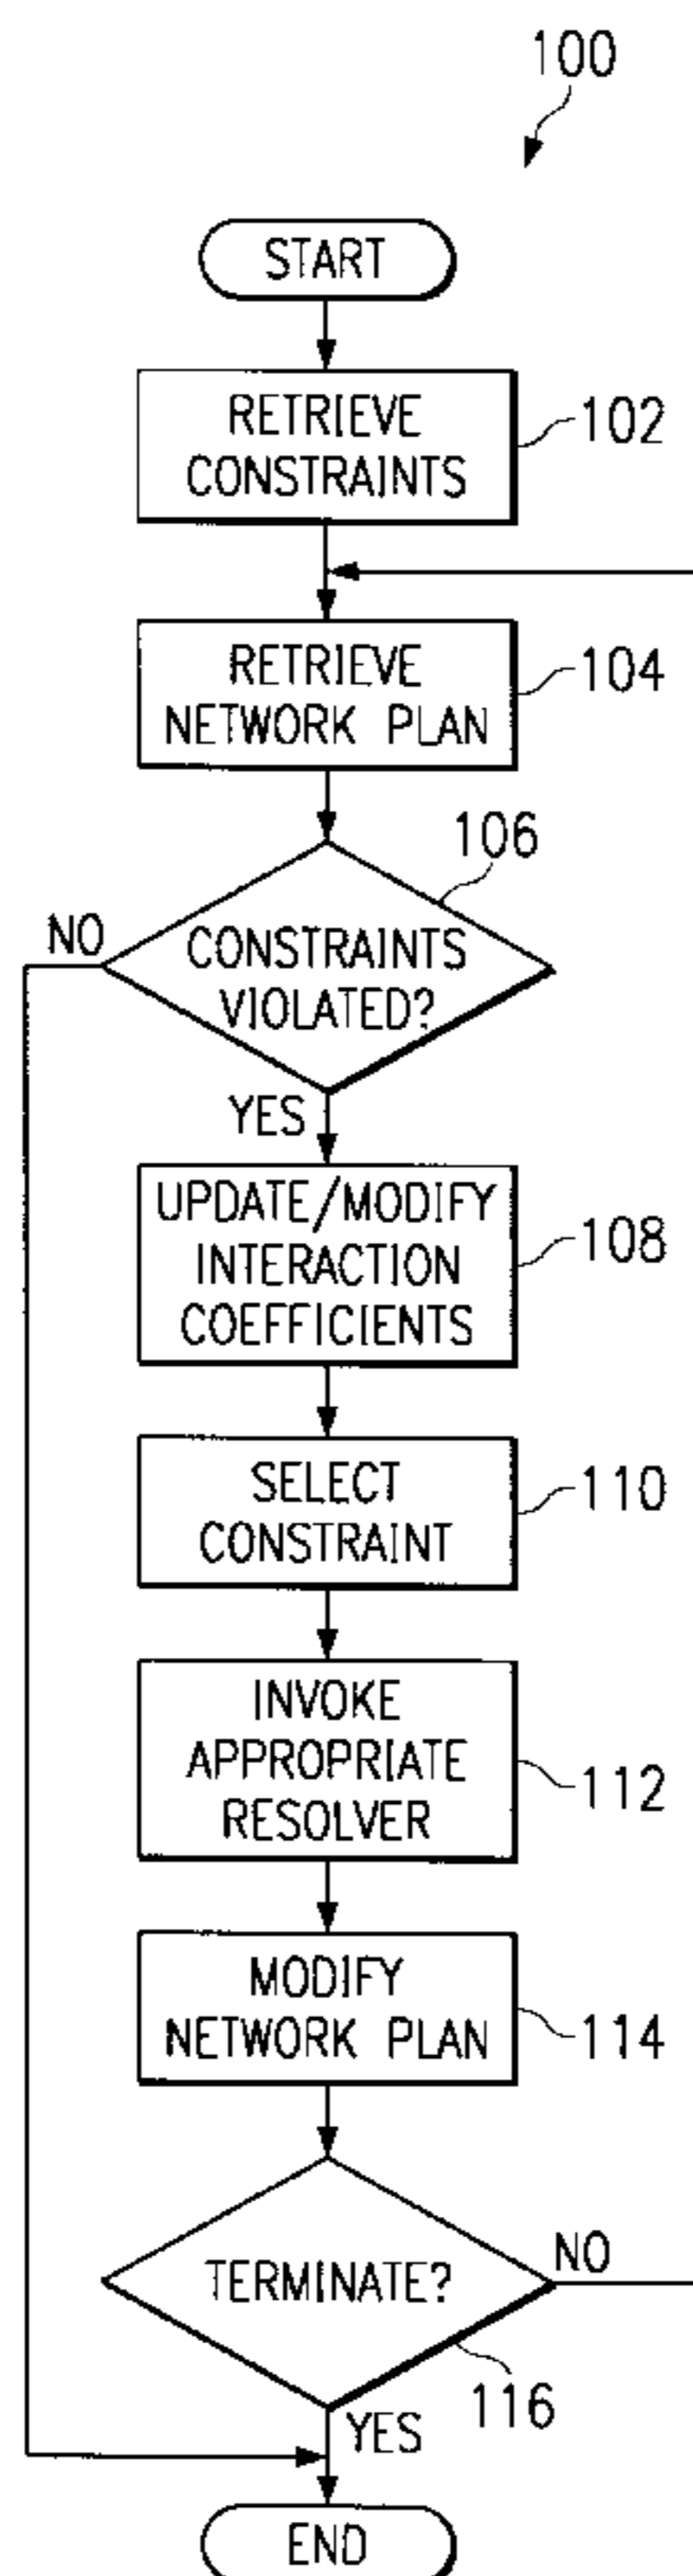 100
START
RETRIEVE
CONSTRAINTS
102
RETRIEVE
NETWORK PLAN
104
106
NO
CONSTRAINTS
VIOLATED?
YES
UPDATE/MODIFY
INTERACTION
COEFFICIENTS
108
SELECT
CONSTRAINT
110
INVOKE
APPROPRIATE
RESOLVER
112
MODIFY
NETWORK PLAN
114
TERMINATE?
NO
116
YES
END